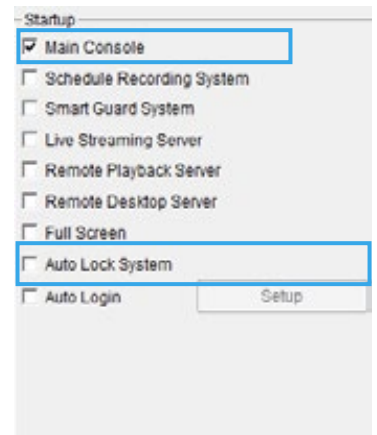 Startup
Main Console
Schedule Recording System
Smart Guard System
Live Streaming Server
Remote Playback Server
Remote Desktop Server
Full Screen
Auto Lock System
Auto Login Setup